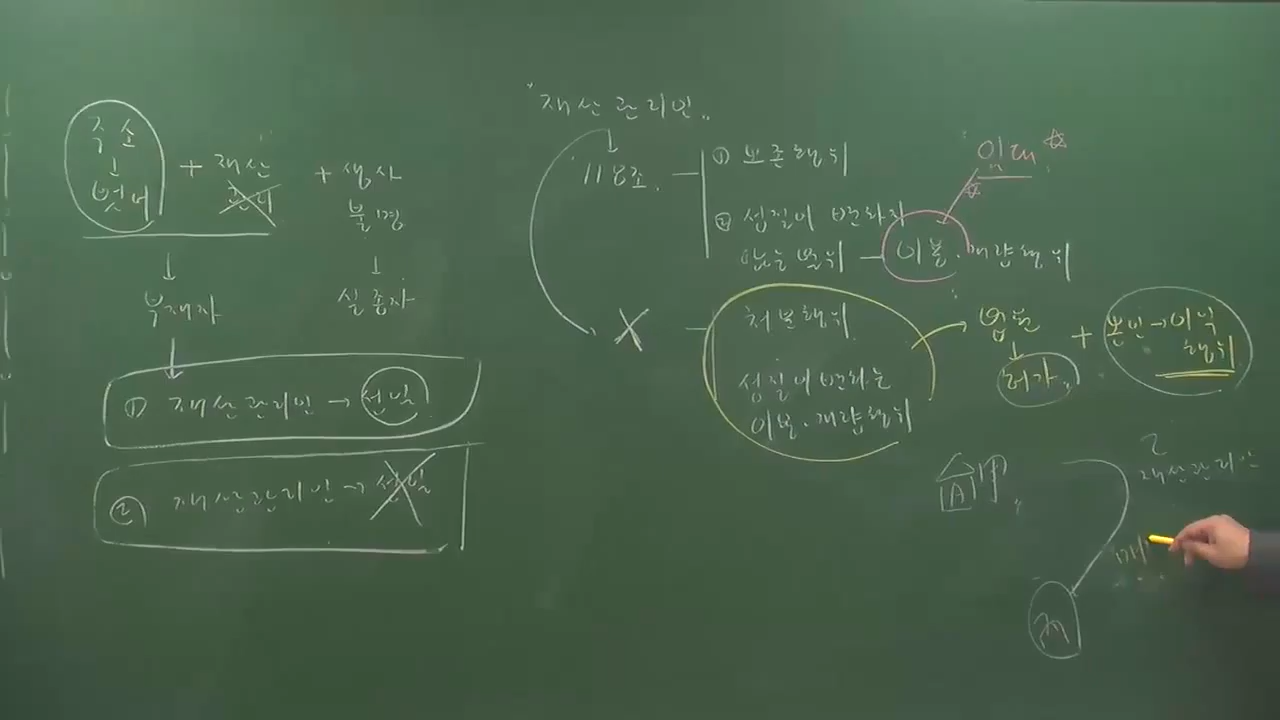 주소
벗어
+ 재산
관리
+ 생사
불명
부재자
실종자
① 재산관리인 → 선임
② 재산관리인 → 선임
"재산관리인"
118조
① 보존행위
② 성질이 변하지
않는 범위 이용·개량행위
이대
X
처분행위
성질이 변하는
이용·개량행위
법원
허가
+ 본인 → 이익
행위
A
재산관리인
매